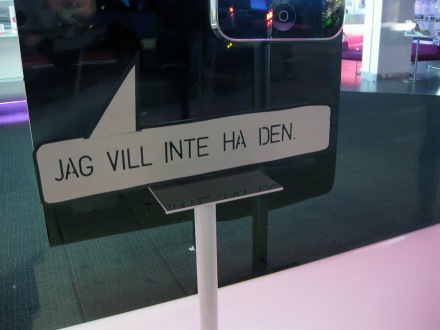 JAG VILL INTE HA DEN.